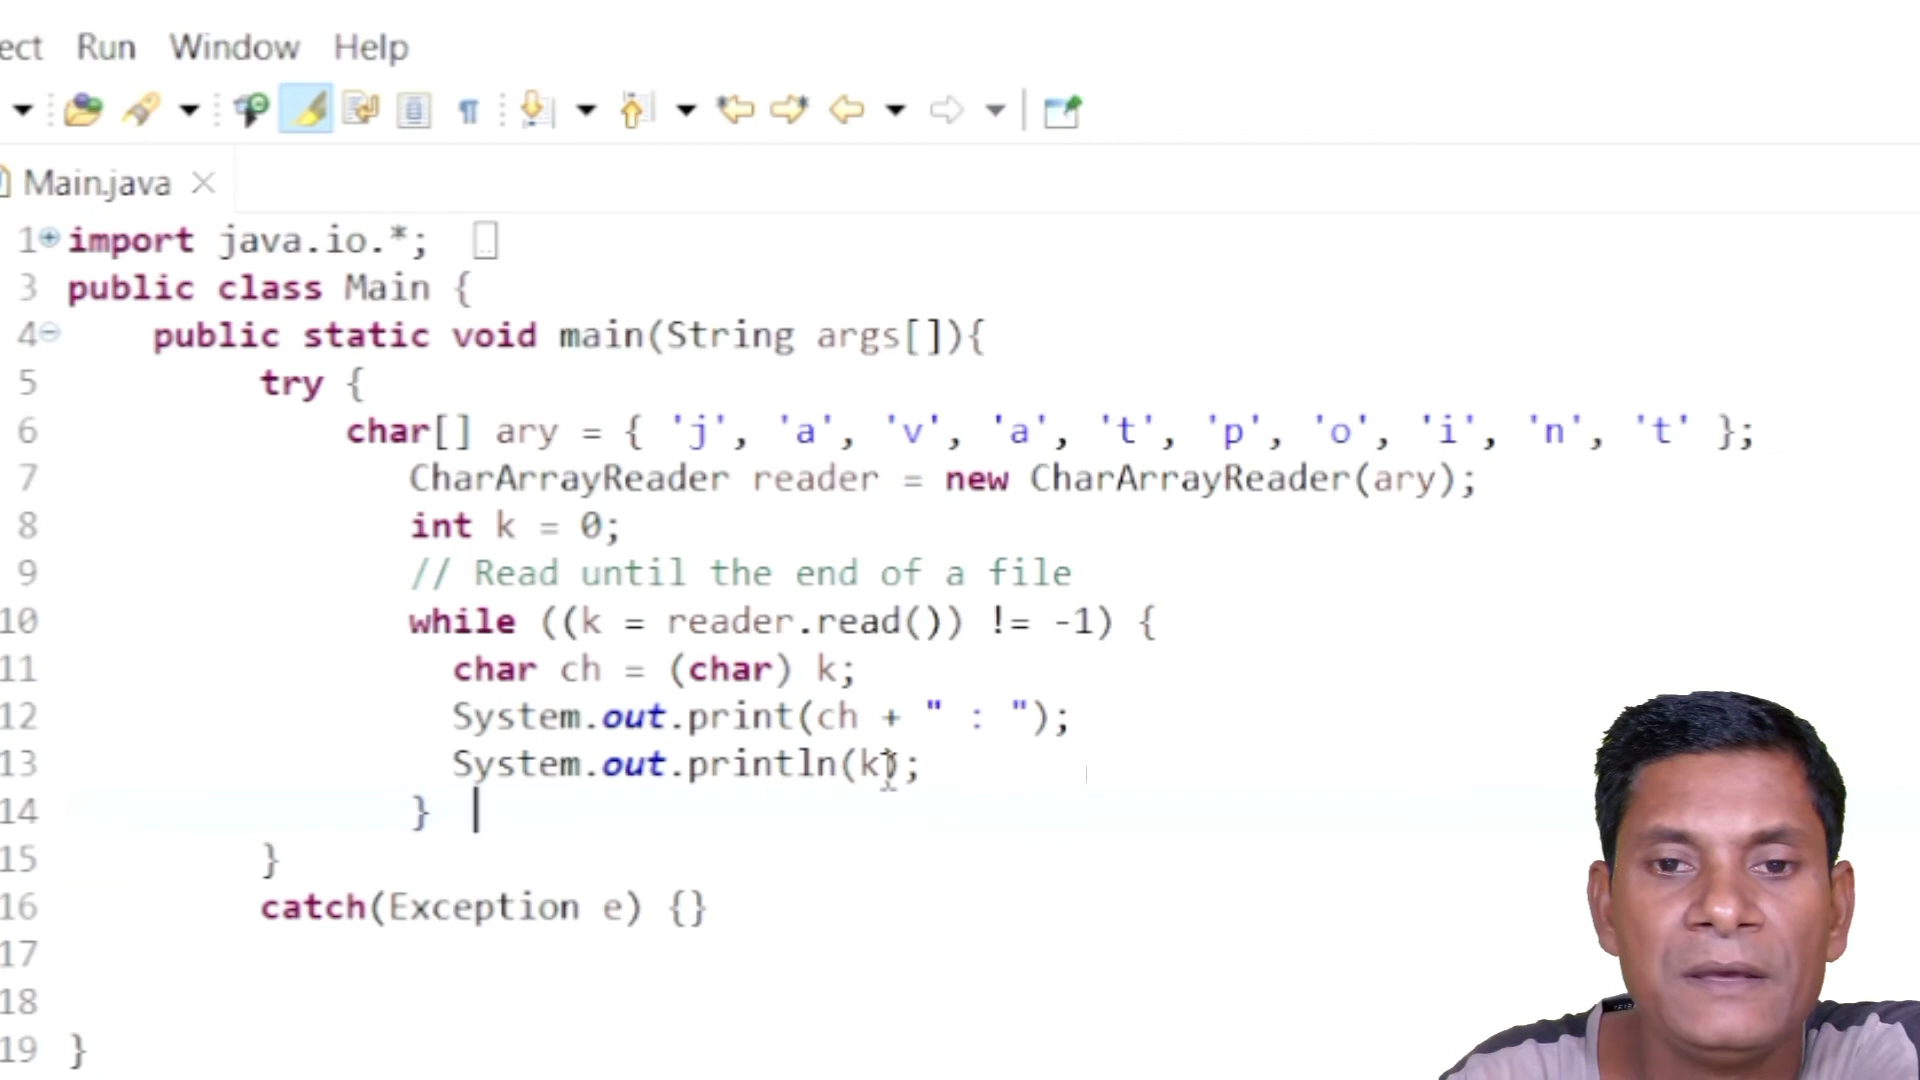 ect Run Window Help
Main.java
1 import java.io.*;
3 public class Main {
4 public static void main(String args[]){
5 try {
6 char[] ary = { 'j', 'a', 'v', 'a', 't', 'p', 'o', 'i', 'n', 't' };
7 CharArrayReader reader = new CharArrayReader(ary);
8 int k = 0;
9 // Read until the end of a file
10 while ((k = reader.read()) != -1) {
11 char ch = (char) k;
12 System.out.print(ch + " : ");
13 System.out.println(k);
14 }
15 }
16 catch(Exception e) {}
17
18
19 }